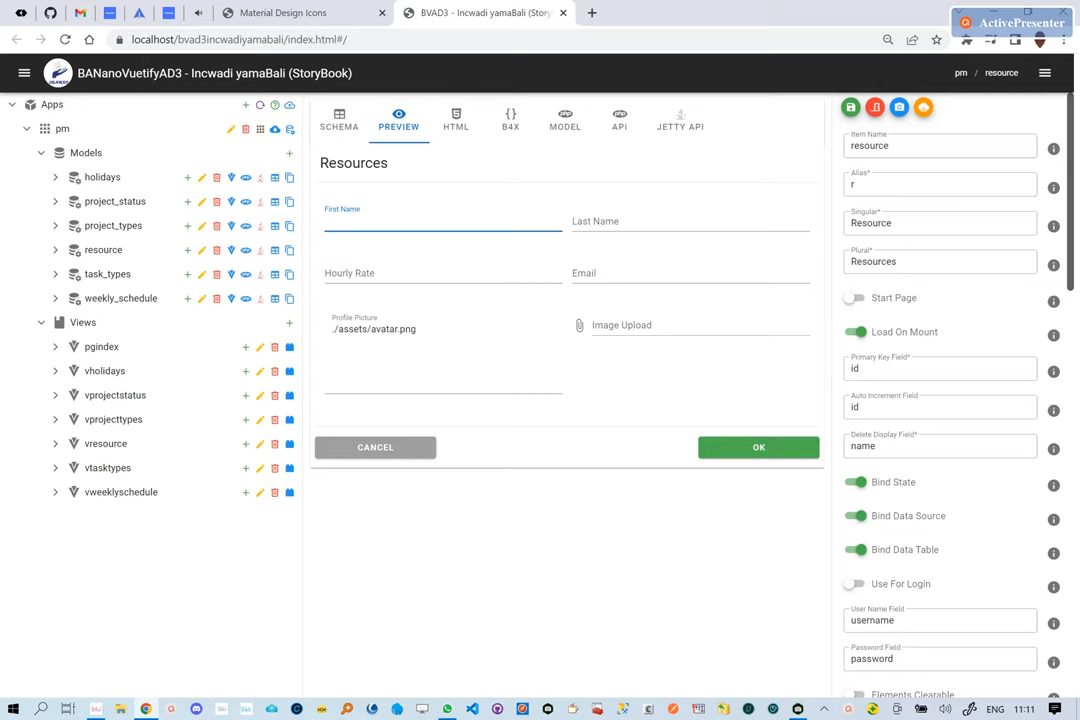 Material Design Icons
BVAD3 - Incwadi yamaBali (Story
ActivePresenter
localhost/bvad3incwadiyamabali/index.html#/
BANanoVuetifyAD3 - Incwadi yamaBali (StoryBook)
pm / resource
Apps
pm
Models
holidays
project_status
project_types
resource
task_types
weekly_schedule
Views
pgindex
vholidays
vprojectstatus
vprojecttypes
vresource
vtasktypes
vweeklyschedule
SCHEMA
PREVIEW
HTML
{}
B4X
php
MODEL
php
API
JETTY API
Resources
First Name
Last Name
Hourly Rate
Email
Profile Picture
./assets/avatar.png
Image Upload
CANCEL
OK
Item Name
resource
Alias*
r
Singular*
Resource
Plural*
Resources
Start Page
Load On Mount
Primary Key Field*
id
Auto Increment Field
id
Delete Display Field*
name
Bind State
Bind Data Source
Bind Data Table
Use For Login
User Name Field
username
Password Field
password
Elements Clearable
ENG
11:11